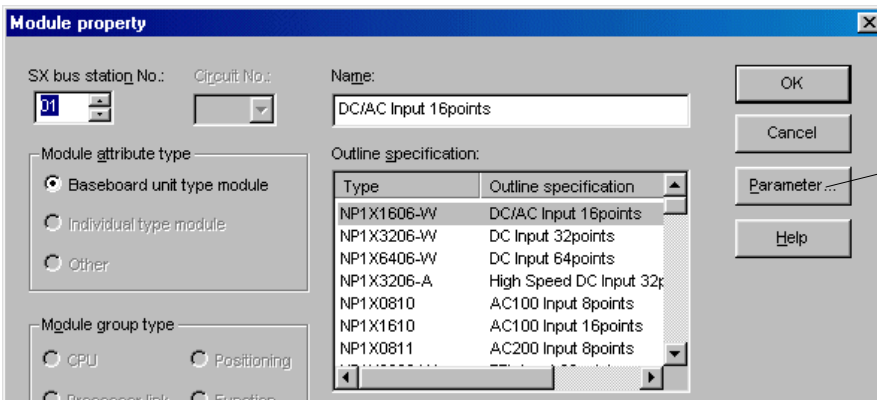 Module property
SX bus station No.:
Circuit No.:
01
Name:
DC/AC Input 16points
OK
Cancel
Parameter...
Help
Module attribute type
Baseboard unit type module
Individual type module
Other
Outline specification:
Type Outline specification
NP1X1606-W DC/AC Input 16points
NP1X3206-W DC Input 32points
NP1X6406-W DC Input 64points
NP1X3206-A High Speed DC Input 32p
NP1X0810 AC100 Input 8points
NP1X1610 AC100 Input 16points
NP1X0811 AC200 Input 8points
Module group type
CPU
Positioning
Processor link
Function